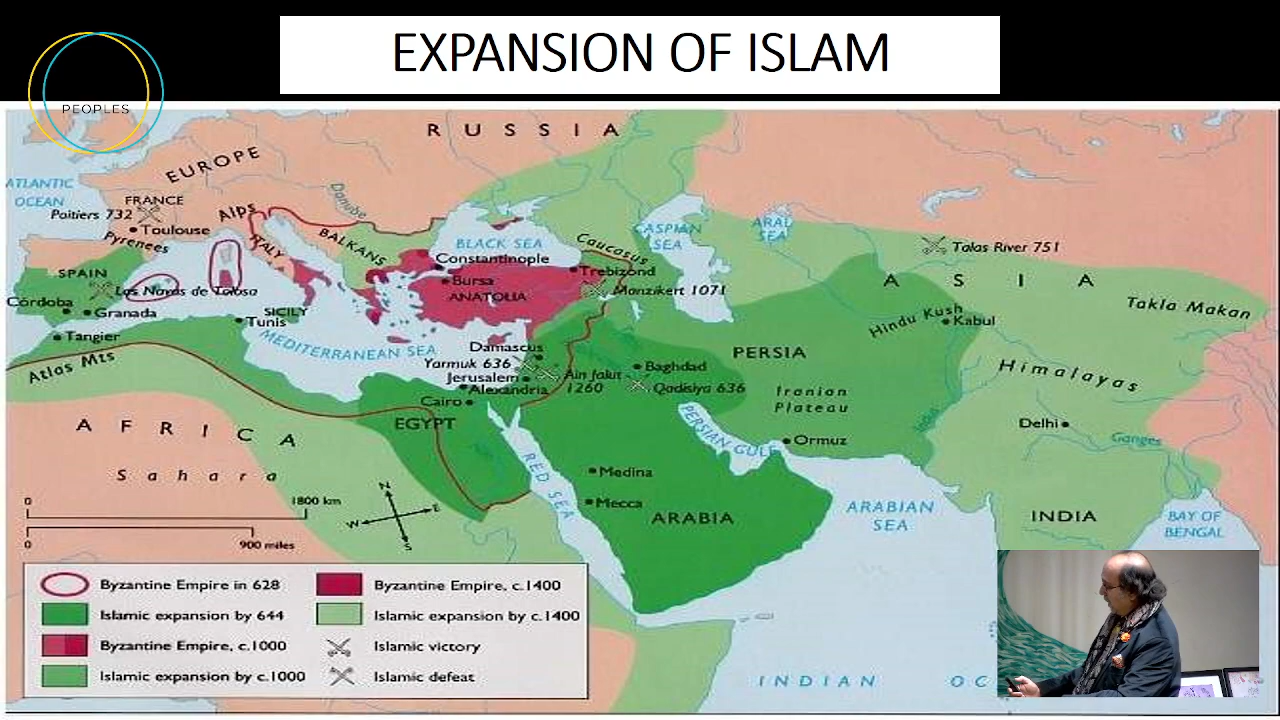 EXPANSION OF ISLAM
PEOPLES
RUSSIA
EUROPE
ATLANTIC
OCEAN
FRANCE
Poitiers 732
Toulouse
Alps
Danube
Pyrenees
ITALY
BALKANS
BLACK SEA
Caucasus
CASPIAN
SEA
ARAL
SEA
Talas River 751
Constantinople
Trebizond
SPAIN
Bursa
ANATOLIA
Manzikert 1071
ASIA
Las Navas de Tolosa
Córdoba
Granada
SICILY
Tunis
Takla Makan
Hindu Kush
Kabul
Tangier
MEDITERRANEAN SEA
Damascus
Yarmuk 636
Baghdad
PERSIA
Atlas Mts
Jerusalem
Ain Jalut
1260
Qadisiya 636
Himalayas
Alexandria
Cairo
Iranian
Plateau
EGYPT
AFRICA
PERSIAN GULF
Ormuz
Delhi
Ganges
Sahara
RED SEA
Medina
Mecca
ARABIA
ARABIAN
SEA
INDIA
BAY OF
BENGAL
0 1800 km
0 900 miles
N
W E
S
Byzantine Empire in 628
Byzantine Empire, c.1400
Islamic expansion by 644
Islamic expansion by c.1400
Byzantine Empire, c.1000
Islamic victory
Islamic expansion by c.1000
Islamic defeat
INDIAN OC